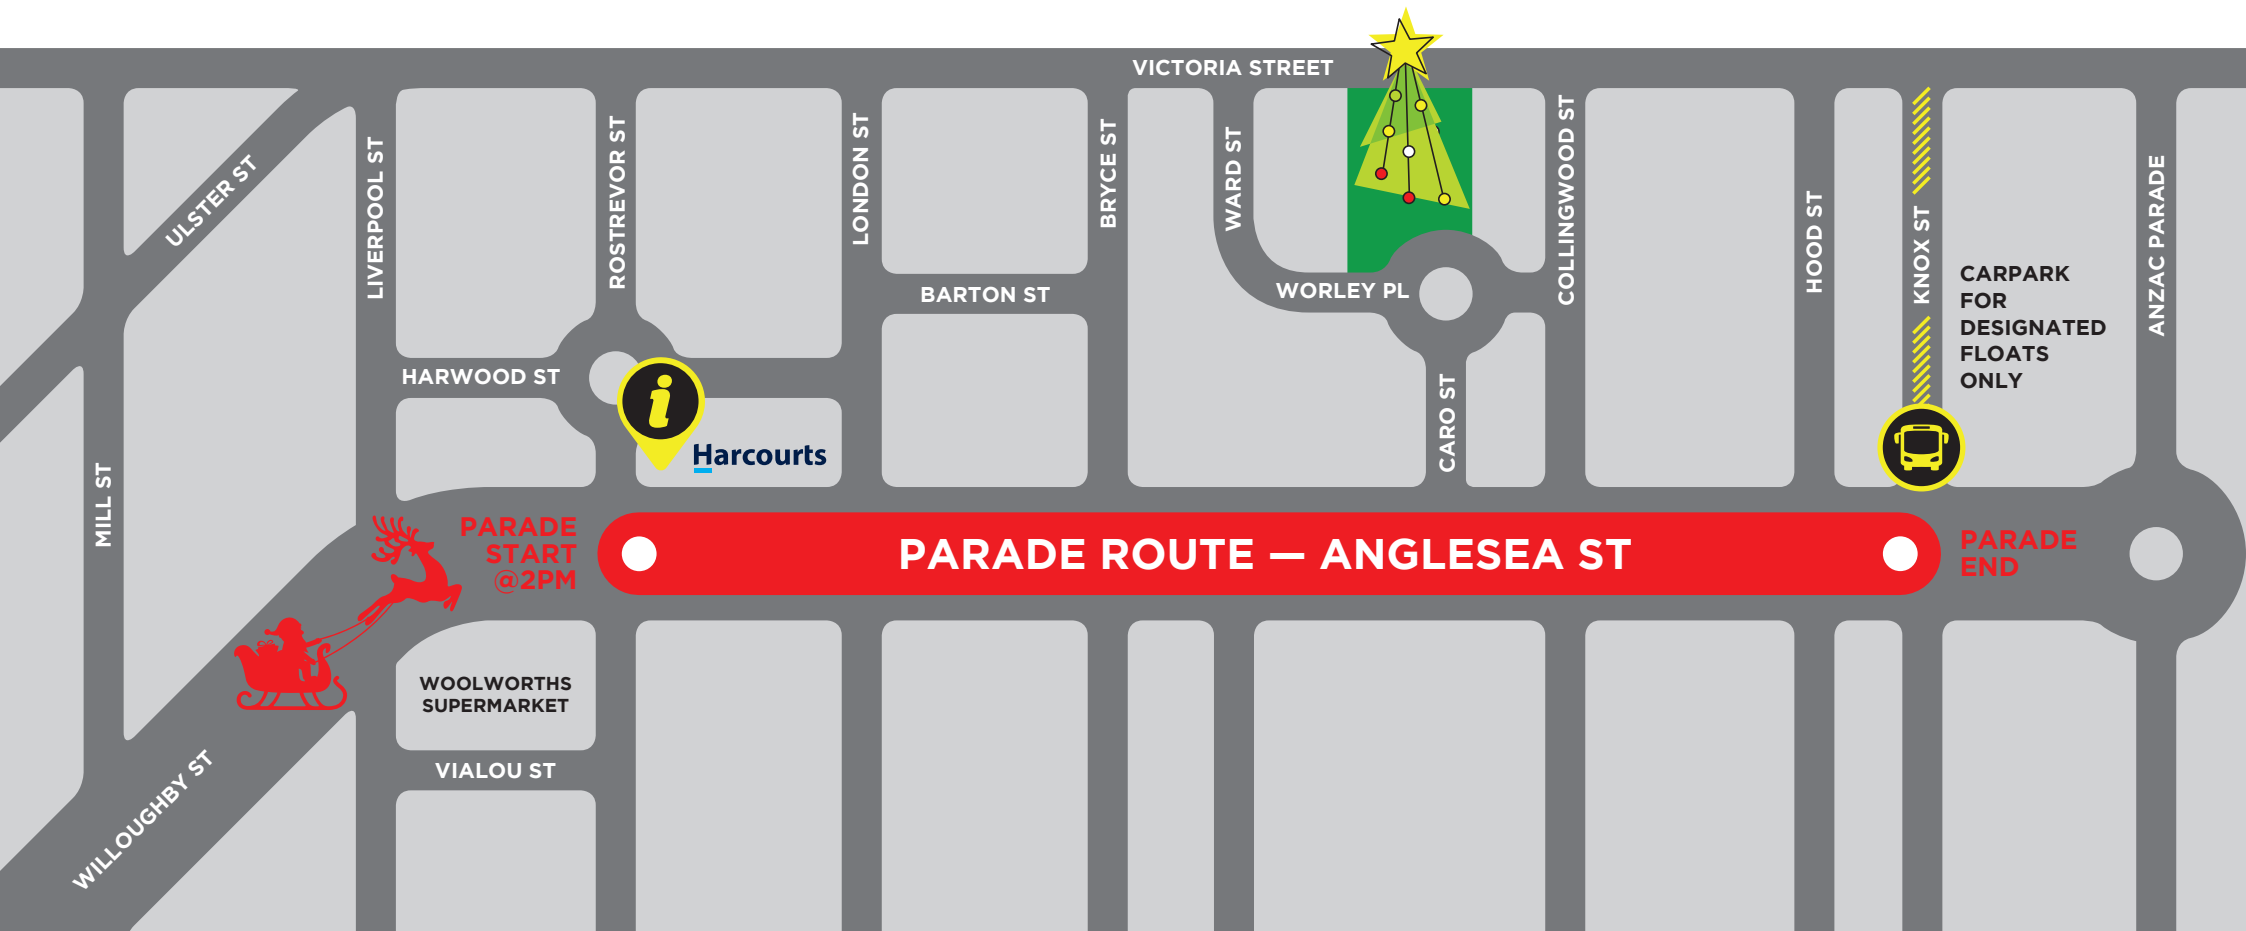 VICTORIA STREET
ULSTER ST
LIVERPOOL ST
ROSTREVOR ST
LONDON ST
BRYCE ST
WARD ST
COLLINGWOOD ST
HOOD ST
KNOX ST
ANZAC PARADE
CARPARK
FOR
DESIGNATED
FLOATS
ONLY
BARTON ST
WORLEY PL
HARWOOD ST
i
Harcourts
CARO ST
MILL ST
PARADE
START
@2PM
PARADE ROUTE — ANGLESEA ST
PARADE
END
WOOLWORTHS
SUPERMARKET
VIALOU ST
WILLOUGHBY ST